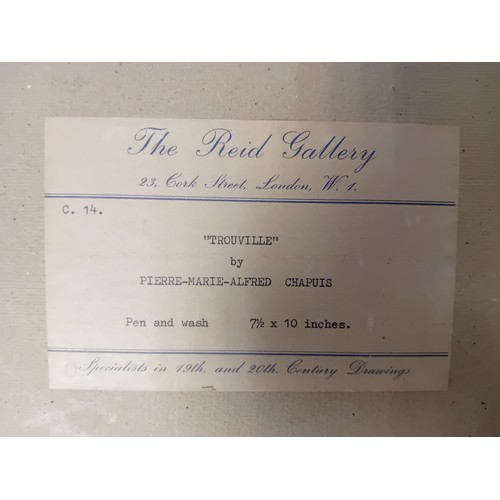 The Reid Gallery
23, Cork Street, London, W. 1.
C. 14.
"TROUVILLE"
by
PIERRE-MARIE-ALFRED CHAPUIS
Pen and wash 7½ x 10 inches.
Specialists in 19th. and 20th. Century Drawings